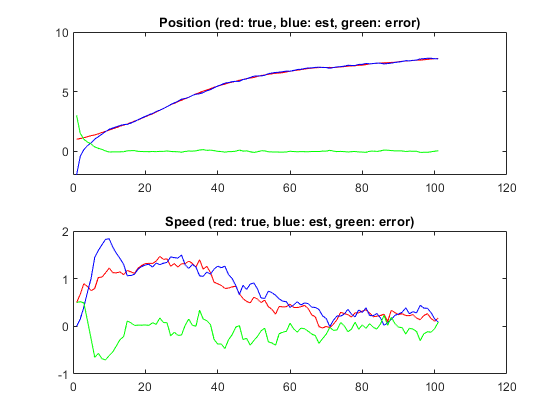 Position (red: true, blue: est, green: error)
10
5
0
0 20 40 60 80 100 120
Speed (red: true, blue: est, green: error)
2
1
0
-1
0 20 40 60 80 100 120